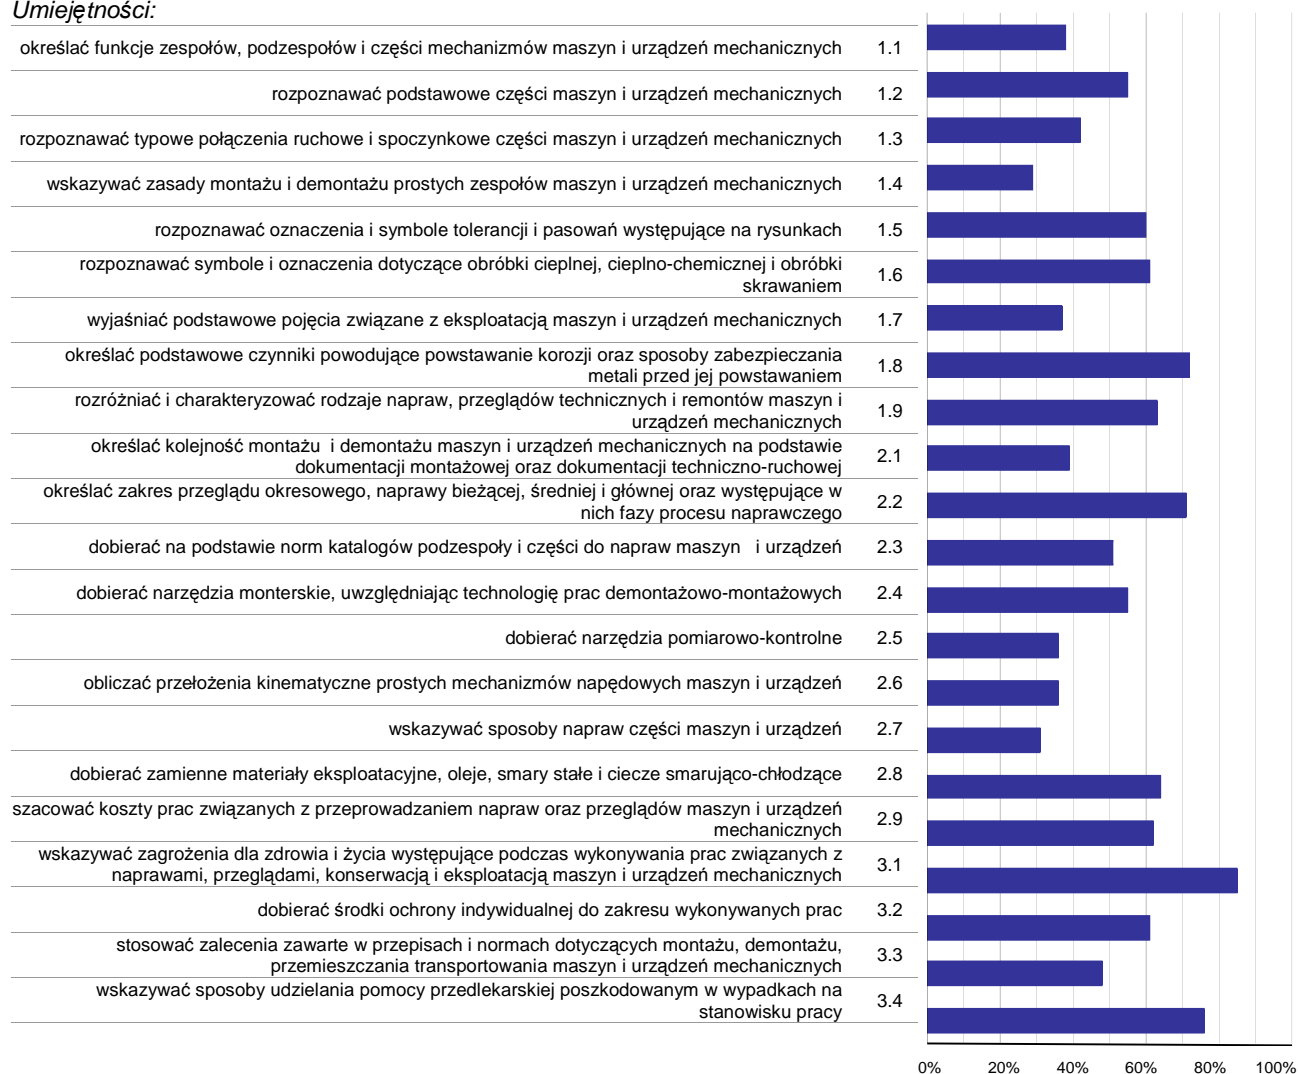 Umiejętności:
określać funkcje zespołów, podzespołów i części mechanizmów maszyn i urządzeń mechanicznych 1.1
rozpoznawać podstawowe części maszyn i urządzeń mechanicznych 1.2
rozpoznawać typowe połączenia ruchowe i spoczynkowe części maszyn i urządzeń mechanicznych 1.3
wskazywać zasady montażu i demontażu prostych zespołów maszyn i urządzeń mechanicznych 1.4
rozpoznawać oznaczenia i symbole tolerancji i pasowań występujące na rysunkach 1.5
rozpoznawać symbole i oznaczenia dotyczące obróbki cieplnej, cieplno-chemicznej i obróbki
skrawaniem 1.6
wyjaśniać podstawowe pojęcia związane z eksploatacją maszyn i urządzeń mechanicznych 1.7
określać podstawowe czynniki powodujące powstawanie korozji oraz sposoby zabezpieczania
metali przed jej powstawaniem 1.8
rozróżniać i charakteryzować rodzaje napraw, przeglądów technicznych i remontów maszyn i
urządzeń mechanicznych 1.9
określać kolejność montażu i demontażu maszyn i urządzeń mechanicznych na podstawie
dokumentacji montażowej oraz dokumentacji techniczno-ruchowej 2.1
określać zakres przeglądu okresowego, naprawy bieżącej, średniej i głównej oraz występujące w
nich fazy procesu naprawczego 2.2
dobierać na podstawie norm katalogów podzespoły i części do napraw maszyn i urządzeń 2.3
dobierać narzędzia monterskie, uwzględniając technologię prac demontażowo-montażowych 2.4
dobierać narzędzia pomiarowo-kontrolne 2.5
obliczać przełożenia kinematyczne prostych mechanizmów napędowych maszyn i urządzeń 2.6
wskazywać sposoby napraw części maszyn i urządzeń 2.7
dobierać zamienne materiały eksploatacyjne, oleje, smary stałe i ciecze smarująco-chłodzące 2.8
szacować koszty prac związanych z przeprowadzaniem napraw oraz przeglądów maszyn i urządzeń
mechanicznych 2.9
wskazywać zagrożenia dla zdrowia i życia występujące podczas wykonywania prac związanych z
naprawami, przeglądami, konserwacją i eksploatacją maszyn i urządzeń mechanicznych 3.1
dobierać środki ochrony indywidualnej do zakresu wykonywanych prac 3.2
stosować zalecenia zawarte w przepisach i normach dotyczących montażu, demontażu,
przemieszczania transportowania maszyn i urządzeń mechanicznych 3.3
wskazywać sposoby udzielania pomocy przedlekarskiej poszkodowanym w wypadkach na
stanowisku pracy 3.4
0% 20% 40% 60% 80% 100%